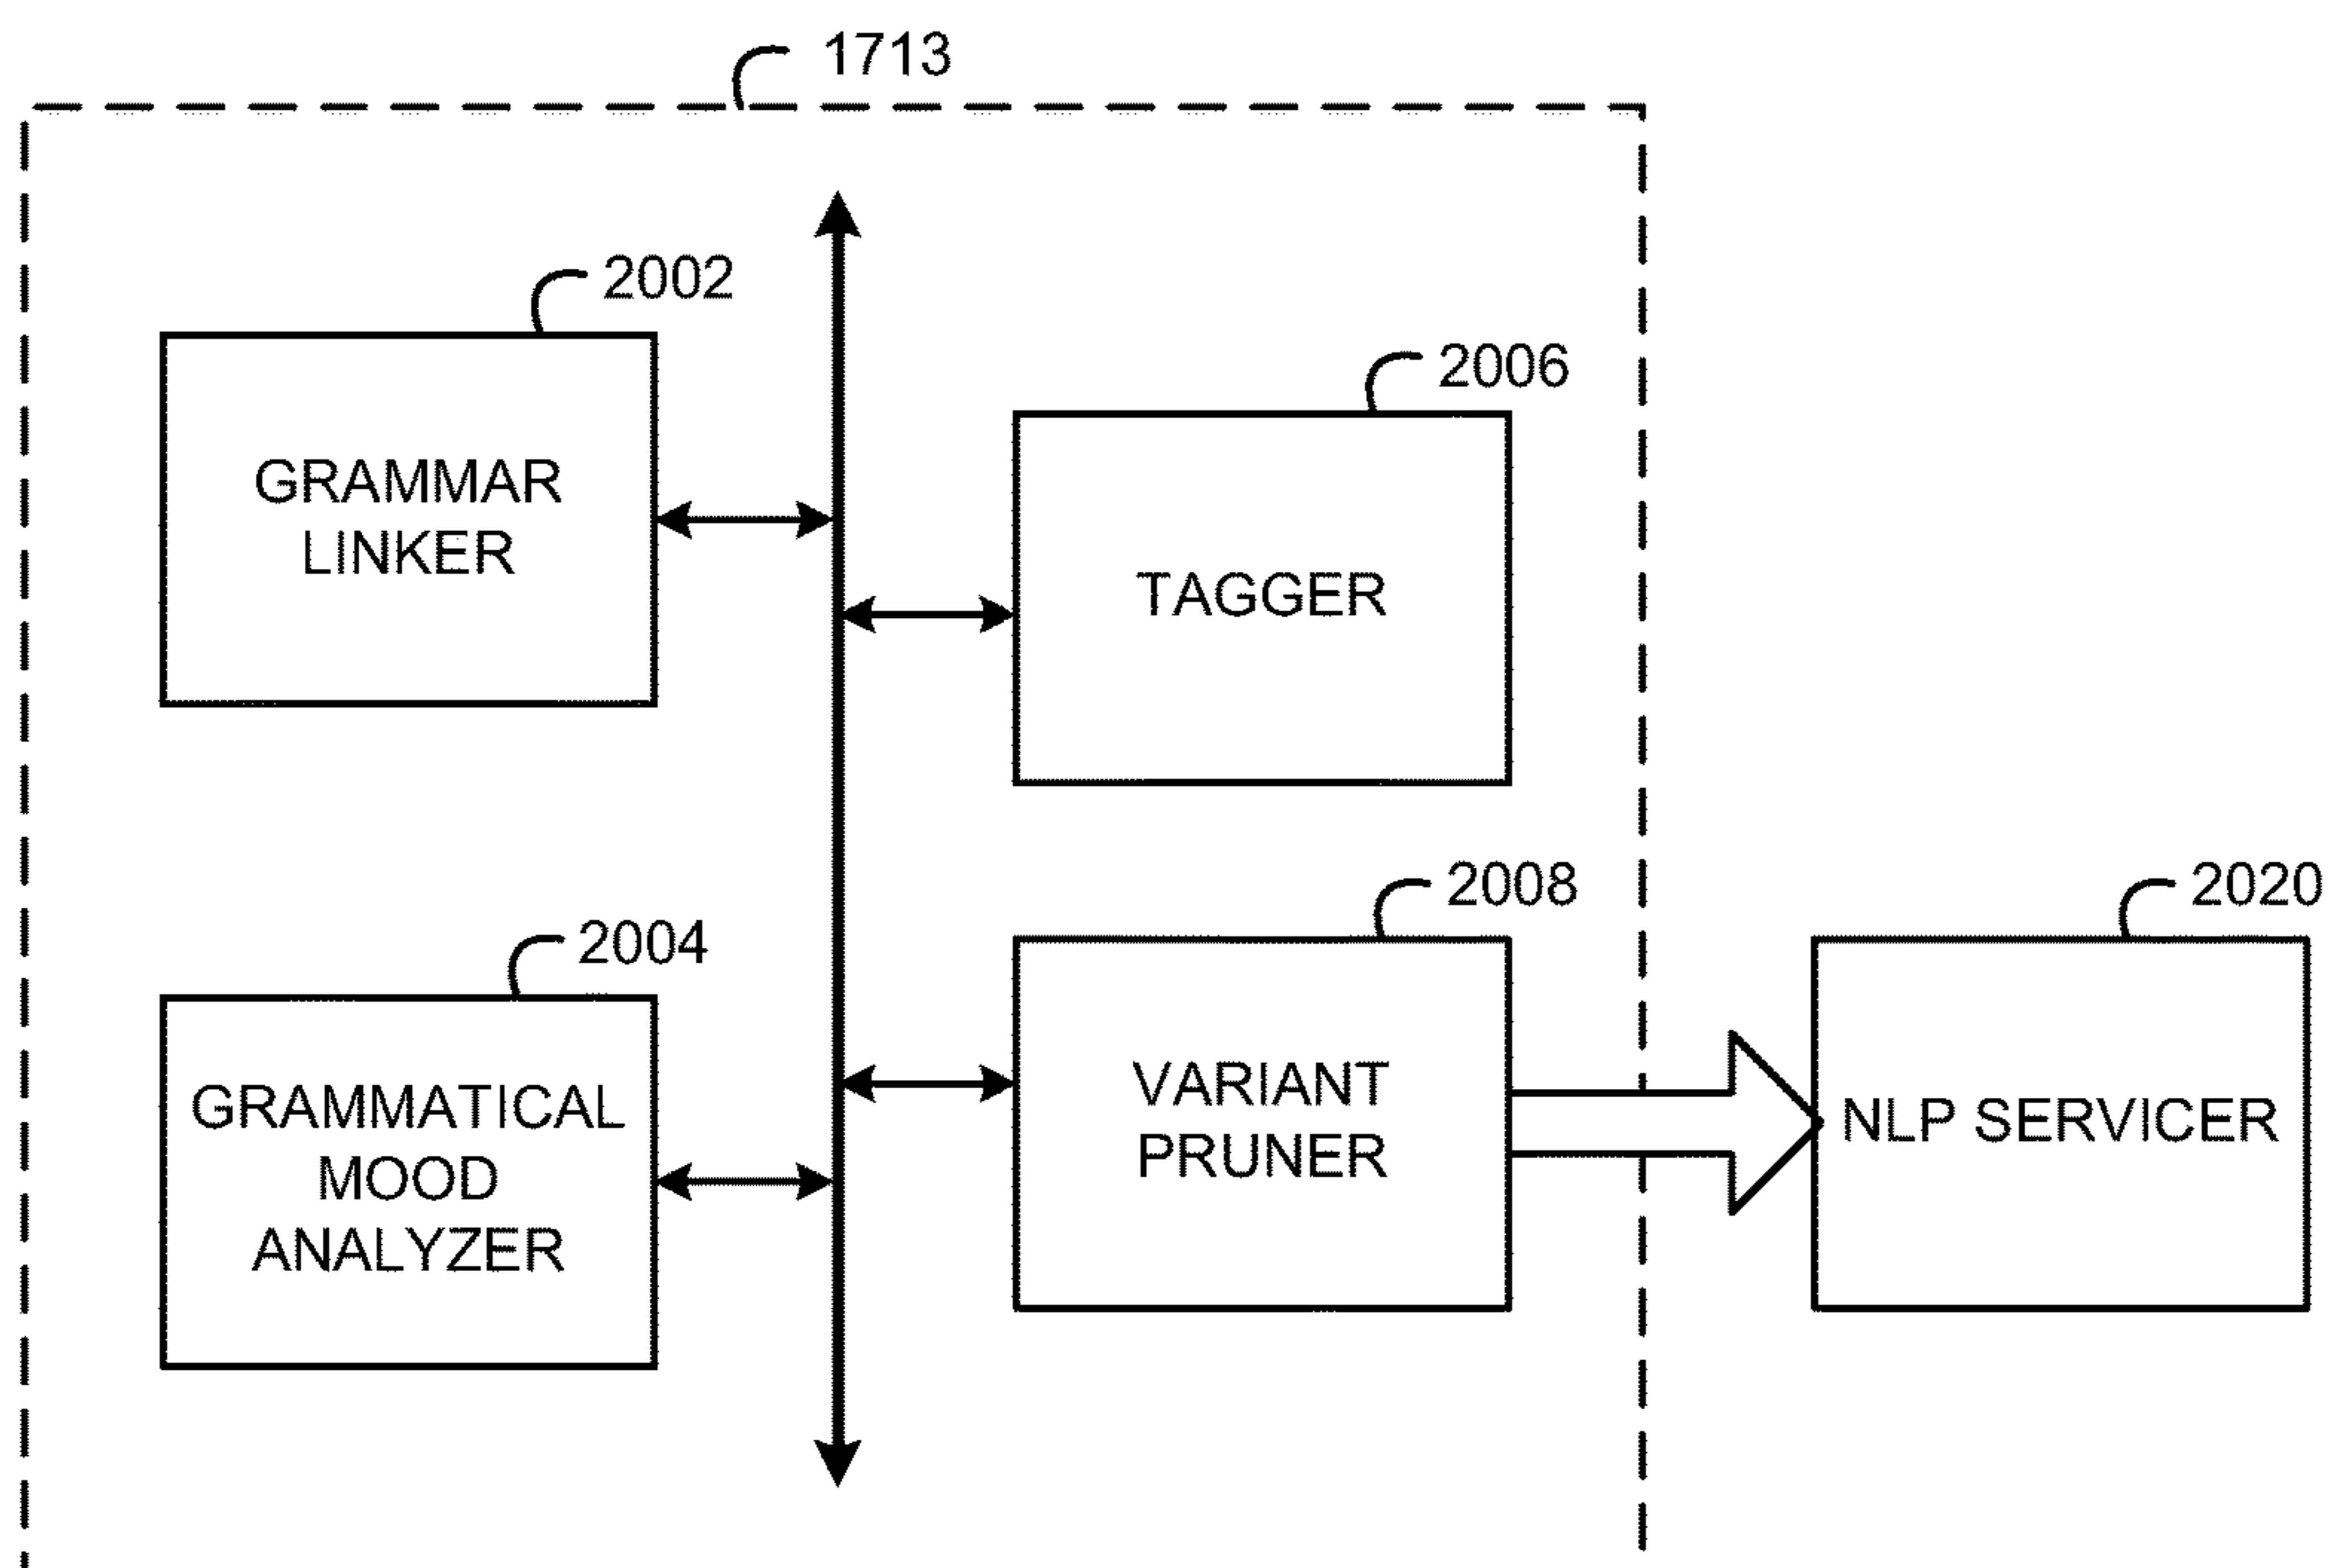 1713
2002
GRAMMAR
LINKER
2006
TAGGER
2004
GRAMMATICAL
MOOD
ANALYZER
2008
VARIANT
PRUNER
2020
NLP SERVICER